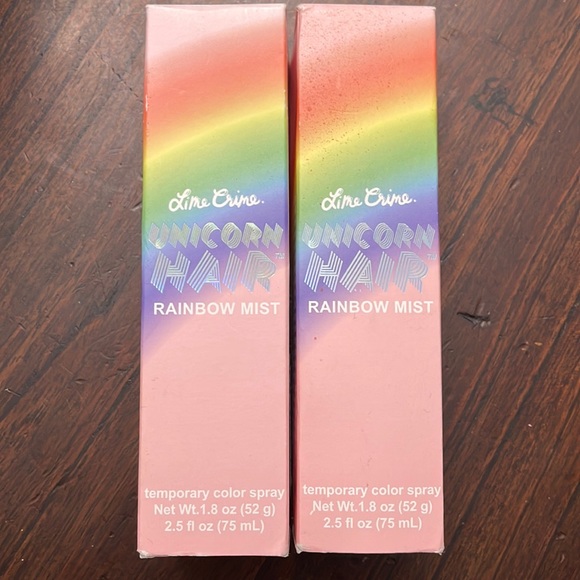 Lime Crime.
UNICORN
HAIR™
RAINBOW MIST
temporary color spray
Net Wt.1.8 oz (52 g)
2.5 fl oz (75 mL)
Lime Crime.
UNICORN
HAIR™
RAINBOW MIST
temporary color spray
Net Wt.1.8 oz (52 g)
2.5 fl oz (75 mL)